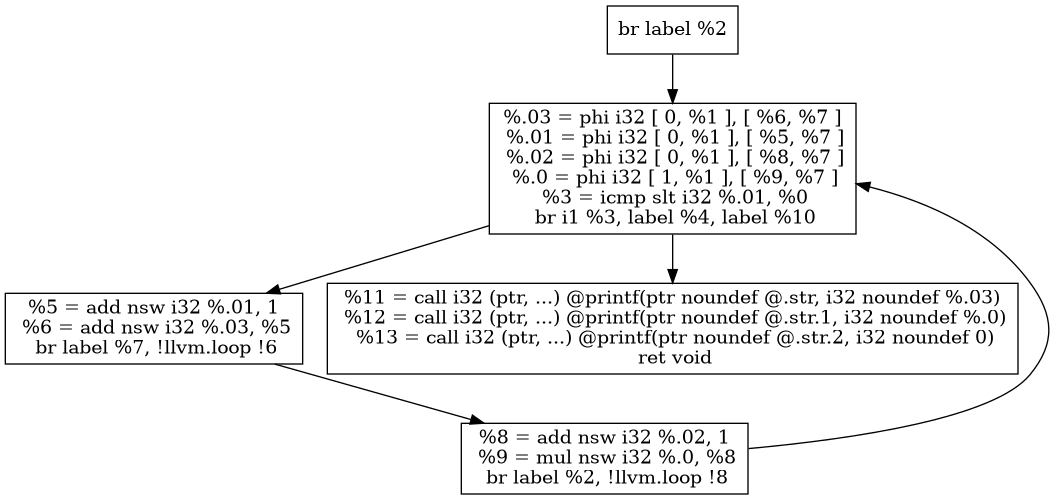 br label %2
%.03 = phi i32 [ 0, %1 ], [ %6, %7 ]
%.01 = phi i32 [ 0, %1 ], [ %5, %7 ]
%.02 = phi i32 [ 0, %1 ], [ %8, %7 ]
%.0 = phi i32 [ 1, %1 ], [ %9, %7 ]
%3 = icmp slt i32 %.01, %0
br i1 %3, label %4, label %10
%5 = add nsw i32 %.01, 1
%6 = add nsw i32 %.03, %5
br label %7, !llvm.loop !6
%11 = call i32 (ptr, ...) @printf(ptr noundef @.str, i32 noundef %.03)
%12 = call i32 (ptr, ...) @printf(ptr noundef @.str.1, i32 noundef %.0)
%13 = call i32 (ptr, ...) @printf(ptr noundef @.str.2, i32 noundef 0)
ret void
%8 = add nsw i32 %.02, 1
%9 = mul nsw i32 %.0, %8
br label %2, !llvm.loop !8